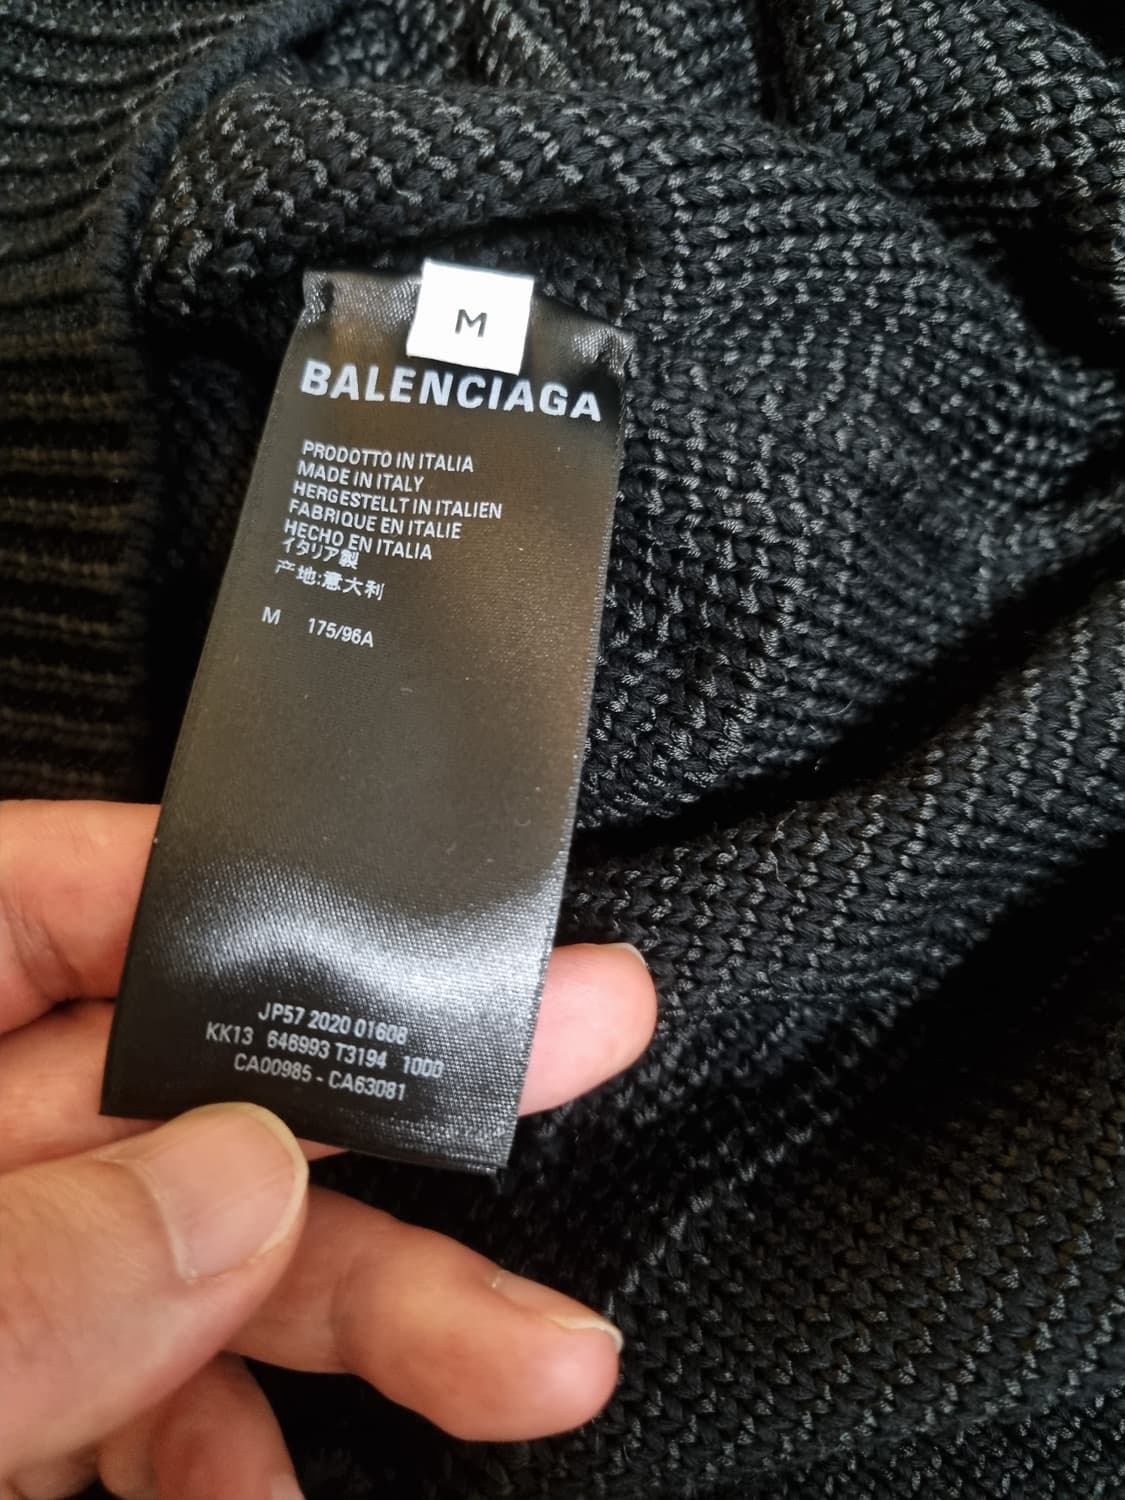 M
BALENCIAGA
PRODOTTO IN ITALIA
MADE IN ITALY
HERGESTELLT IN ITALIEN
FABRIQUE EN ITALIE
HECHO EN ITALIA
イタリア製
产地:意大利
M 175/96A
JP57 2020 01608
KK13 646993 T3194 1000
CA00985 - CA63081